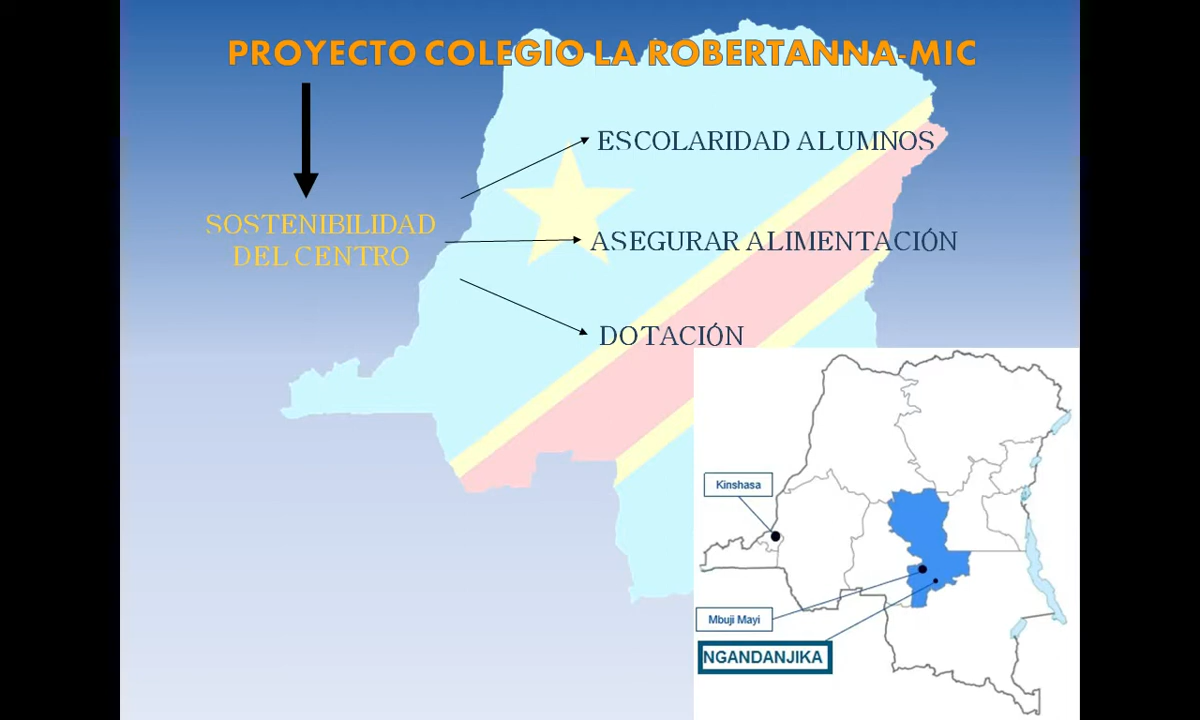 PROYECTO COLEGIO LA ROBERTANNA-MIC
ESCOLARIDAD ALUMNOS
SOSTENIBILIDAD
DEL CENTRO
ASEGURAR ALIMENTACIÓN
DOTACIÓN
Kinshasa
Mbuji Mayi
NGANDANJIKA